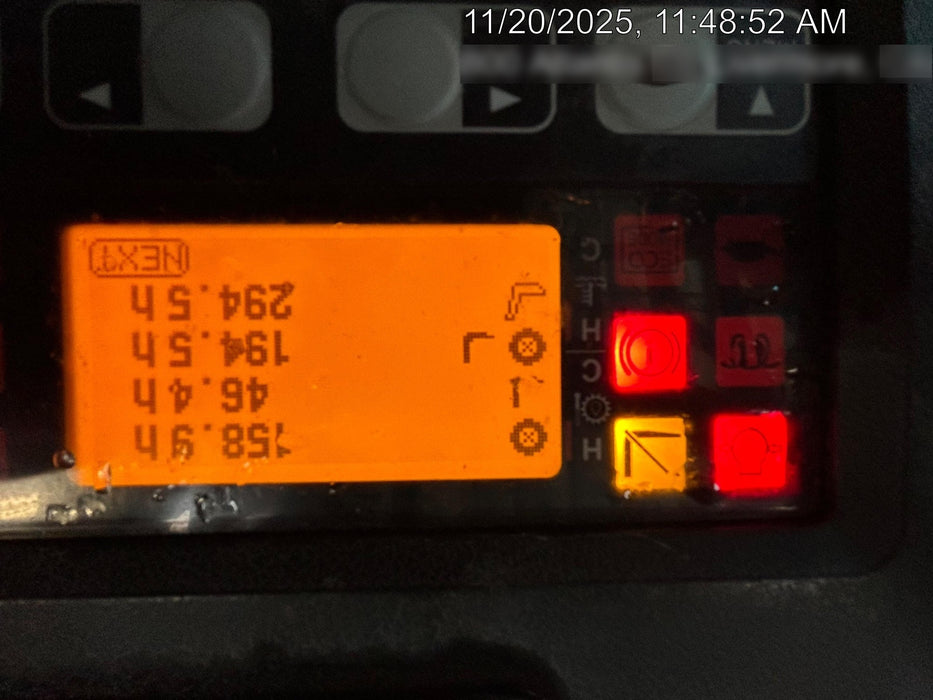 11/20/2025, 11:48:52 AM
158.9h
46.4h
194.5h
294.5h
NEXT
H
C
H
C